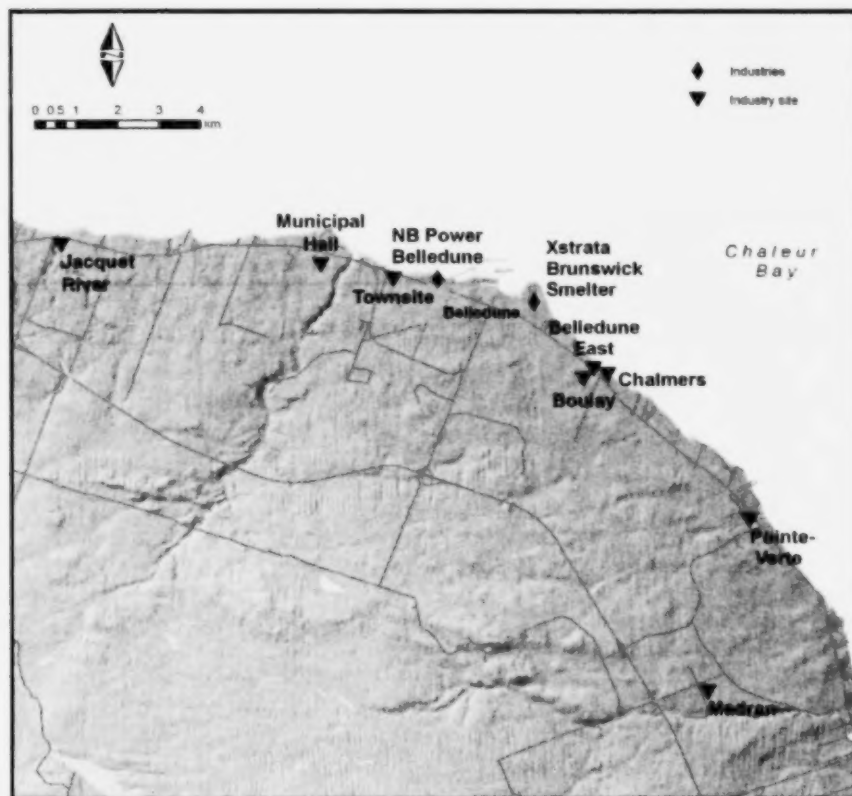 0 0.5 1 2 3 4
km
Industries
Industry site
Municipal
Hall
NB Power
Belledune
Xstrata
Brunswick
Smelter
Chaleur
Bay
Jacquet
River
Townsite
Belledune
Belledune
East
Chalmers
Boulay
Pointe-
Verte
Madran